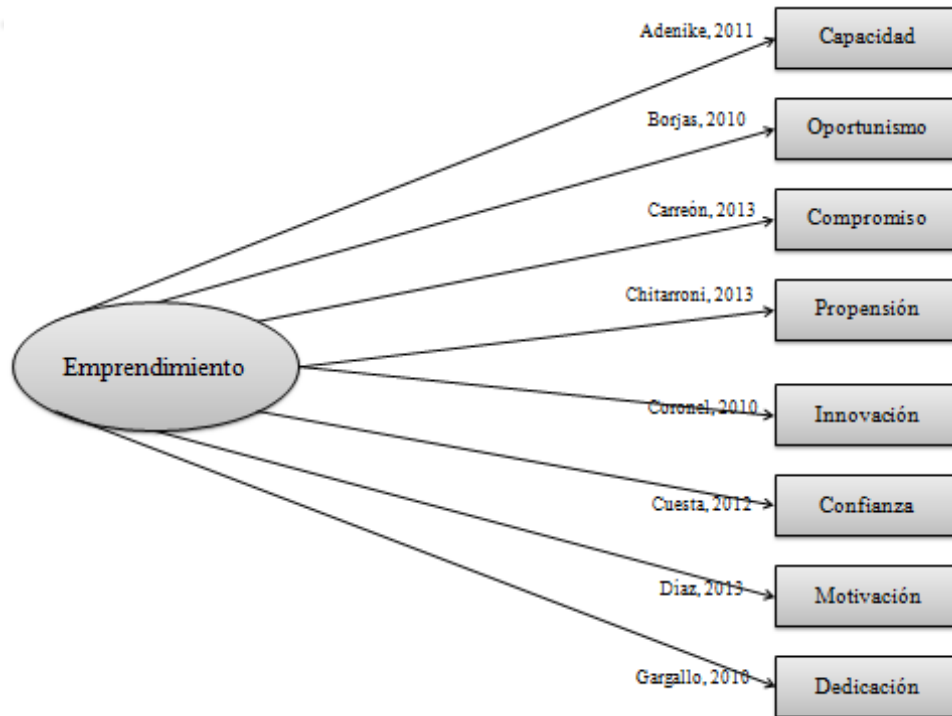 Adenike, 2011
Capacidad
Borjas, 2010
Oportunismo
Carreón, 2013
Compromiso
Chitarroni, 2013
Propensión
Emprendimiento
Coronel, 2010
Innovación
Cuesta, 2012
Confianza
Diaz, 2013
Motivación
Gargallo, 2010
Dedicación